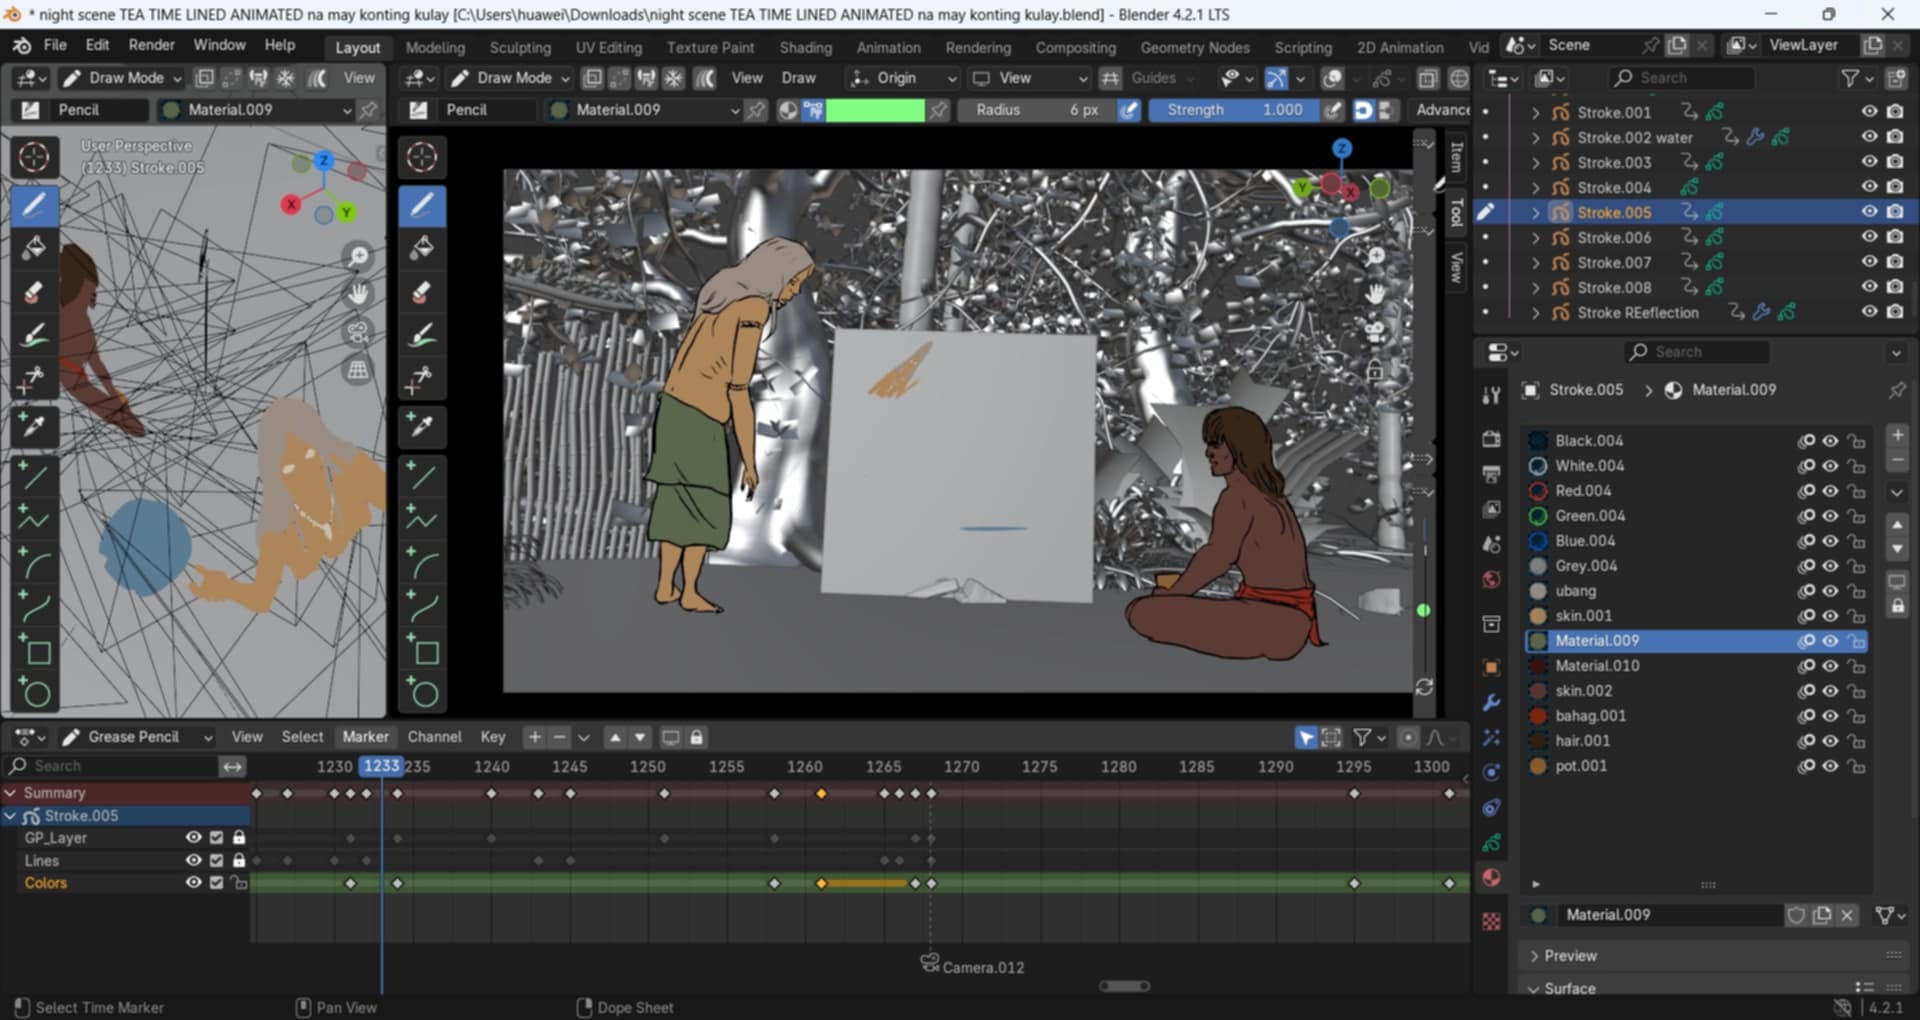 * night scene TEA TIME LINED ANIMATED na may konting kulay [C:\Users\huawei\Downloads\night scene TEA TIME LINED ANIMATED na may konting kulay.blend] - Blender 4.2.1 LTS
File Edit Render Window Help Layout Modeling Sculpting UV Editing Texture Paint Shading Animation Rendering Compositing Geometry Nodes Scripting 2D Animation Vid Scene ViewLayer
Draw Mode View Draw Mode View Draw Origin View Guides Search
Pencil Material.009 Pencil Material.009 Radius 6 px Strength 1.000 Advance
User Perspective
(1233) Stroke.005
Z
X
Y
Z
Y
X
Item
Tool
View
Stroke.001
Stroke.002 water
Stroke.003
Stroke.004
Stroke.005
Stroke.006
Stroke.007
Stroke.008
Stroke REeflection
Search
Stroke.005 > Material.009
Black.004
White.004
Red.004
Green.004
Blue.004
Grey.004
ubang
skin.001
Material.009
Material.010
skin.002
bahag.001
hair.001
pot.001
Material.009
Preview
Surface
Grease Pencil View Select Marker Channel Key
Search 1230 1233 235 1240 1245 1250 1255 1260 1265 1270 1275 1280 1285 1290 1295 1300
Summary
Stroke.005
GP_Layer
Lines
Colors
Camera.012
Select Time Marker Pan View Dope Sheet 4.2.1